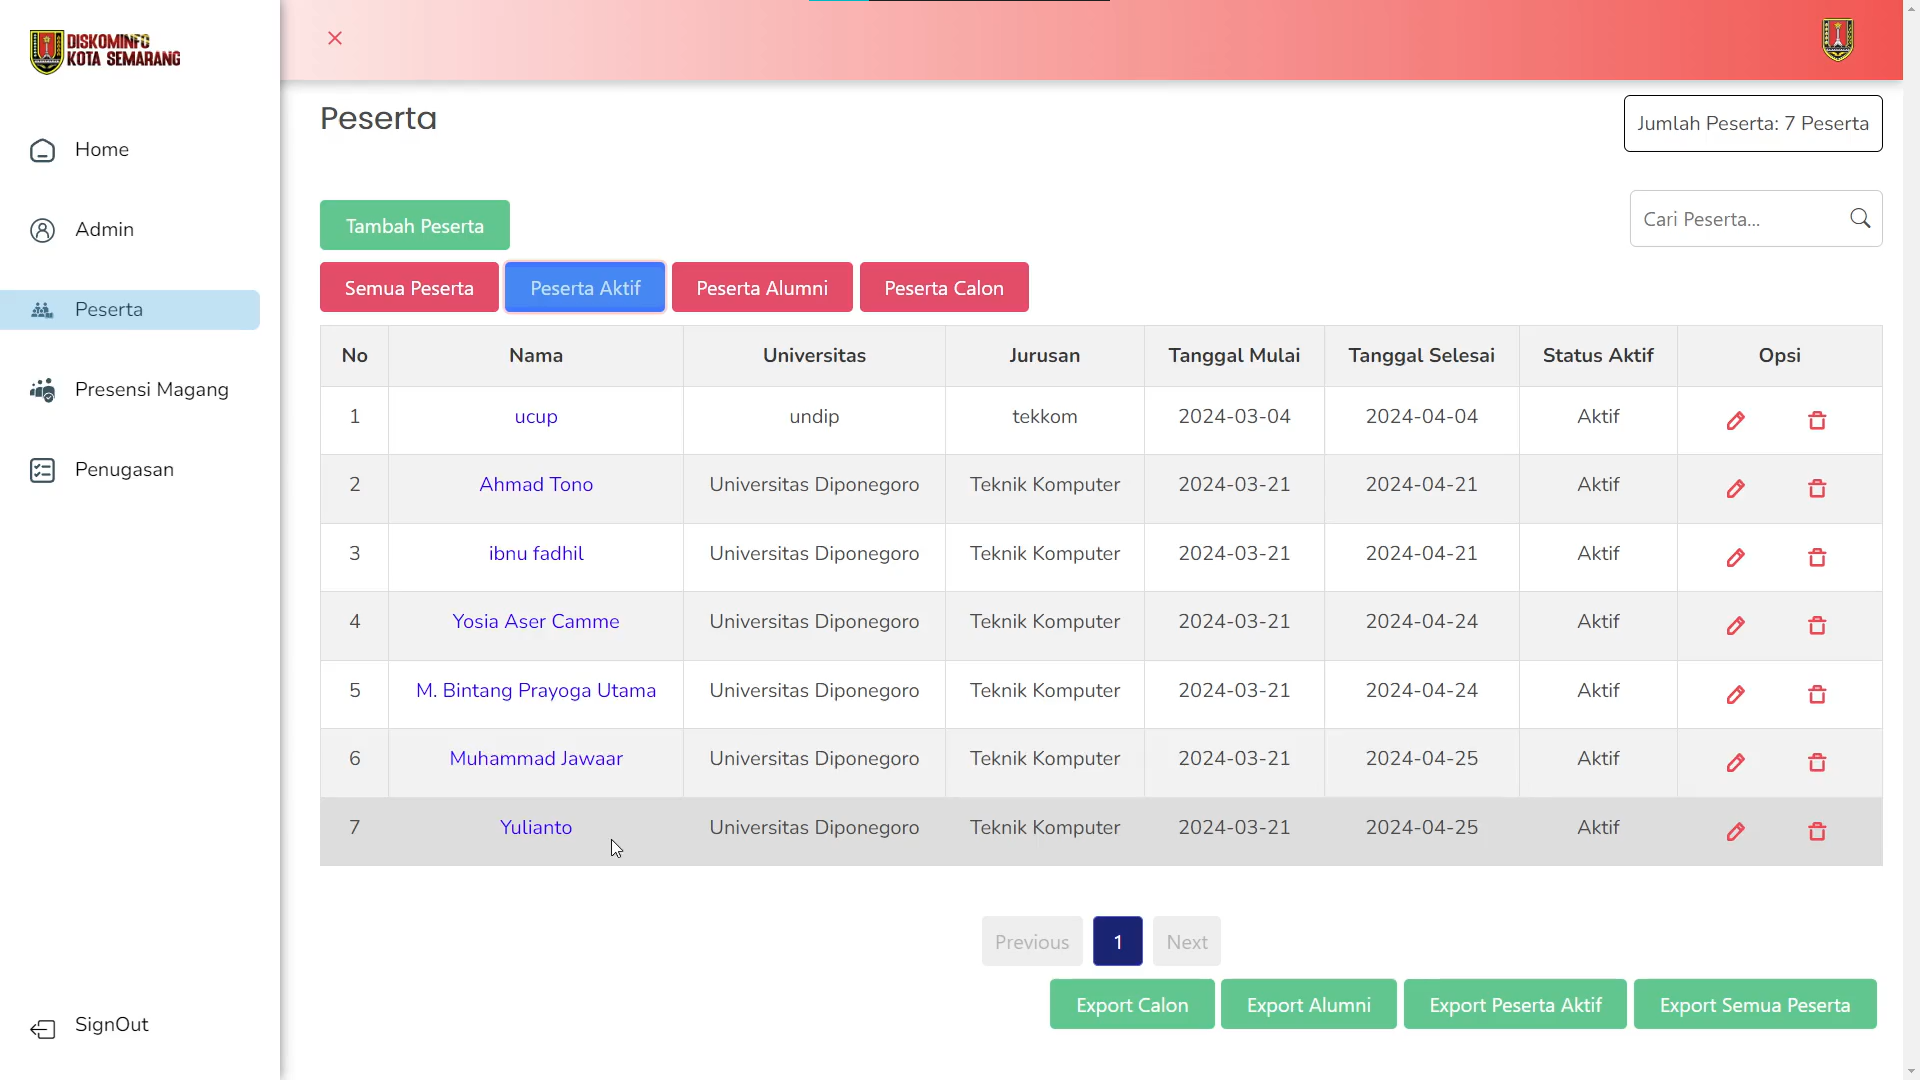 DISKOMINFO
KOTA SEMARANG
Home
Admin
Peserta
Presensi Magang
Penugasan
SignOut
Peserta
Jumlah Peserta: 7 Peserta
Tambah Peserta
Cari Peserta...
Semua Peserta Peserta Aktif Peserta Alumni Peserta Calon
No Nama Universitas Jurusan Tanggal Mulai Tanggal Selesai Status Aktif Opsi
1 ucup undip tekkom 2024-03-04 2024-04-04 Aktif
2 Ahmad Tono Universitas Diponegoro Teknik Komputer 2024-03-21 2024-04-21 Aktif
3 ibnu fadhil Universitas Diponegoro Teknik Komputer 2024-03-21 2024-04-21 Aktif
4 Yosia Aser Camme Universitas Diponegoro Teknik Komputer 2024-03-21 2024-04-24 Aktif
5 M. Bintang Prayoga Utama Universitas Diponegoro Teknik Komputer 2024-03-21 2024-04-24 Aktif
6 Muhammad Jawaar Universitas Diponegoro Teknik Komputer 2024-03-21 2024-04-25 Aktif
7 Yulianto Universitas Diponegoro Teknik Komputer 2024-03-21 2024-04-25 Aktif
Previous 1 Next
Export Calon Export Alumni Export Peserta Aktif Export Semua Peserta